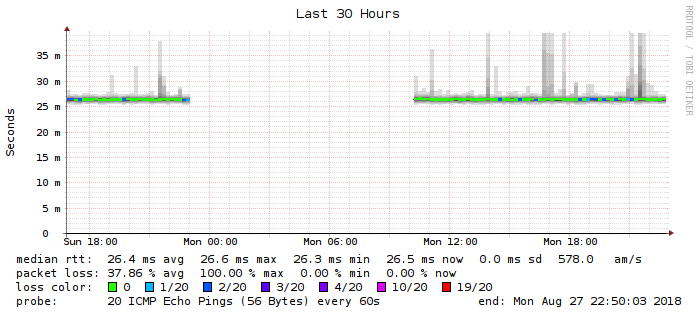 Last 30 Hours
RRDTOOL / TOBI OETIKER
Seconds
35 m
30 m
25 m
20 m
15 m
10 m
5 m
0
Sun 18:00 Mon 00:00 Mon 06:00 Mon 12:00 Mon 18:00
median rtt: 26.4 ms avg 26.6 ms max 26.3 ms min 26.5 ms now 0.0 ms sd 578.0 am/s
packet loss: 37.86 % avg 100.00 % max 0.00 % min 0.00 % now
loss color: 0 1/20 2/20 3/20 4/20 10/20 19/20
probe: 20 ICMP Echo Pings (56 Bytes) every 60s end: Mon Aug 27 22:50:03 2018